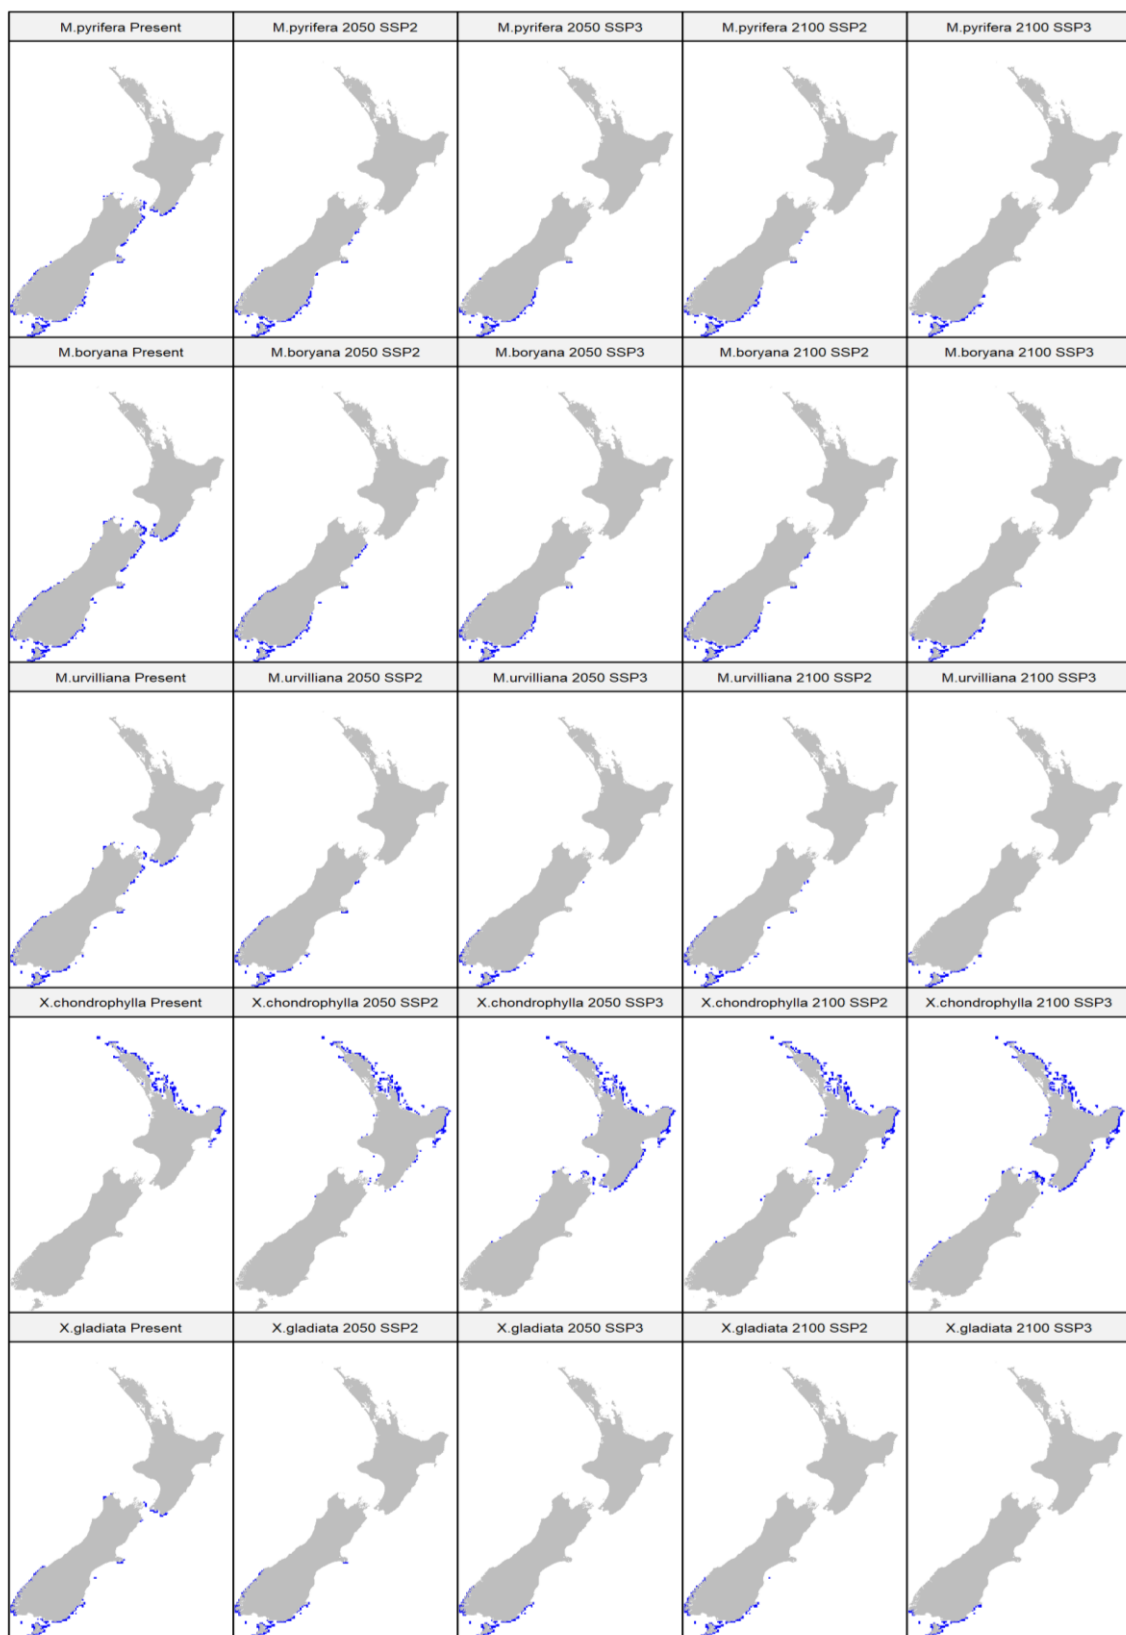 M.pyrifera Present
M.pyrifera 2050 SSP2
M.pyrifera 2050 SSP3
M.pyrifera 2100 SSP2
M.pyrifera 2100 SSP3
M.boryana Present
M.boryana 2050 SSP2
M.boryana 2050 SSP3
M.boryana 2100 SSP2
M.boryana 2100 SSP3
M.urvilliana Present
M.urvilliana 2050 SSP2
M.urvilliana 2050 SSP3
M.urvilliana 2100 SSP2
M.urvilliana 2100 SSP3
X.chondrophylla Present
X.chondrophylla 2050 SSP2
X.chondrophylla 2050 SSP3
X.chondrophylla 2100 SSP2
X.chondrophylla 2100 SSP3
X.gladiata Present
X.gladiata 2050 SSP2
X.gladiata 2050 SSP3
X.gladiata 2100 SSP2
X.gladiata 2100 SSP3